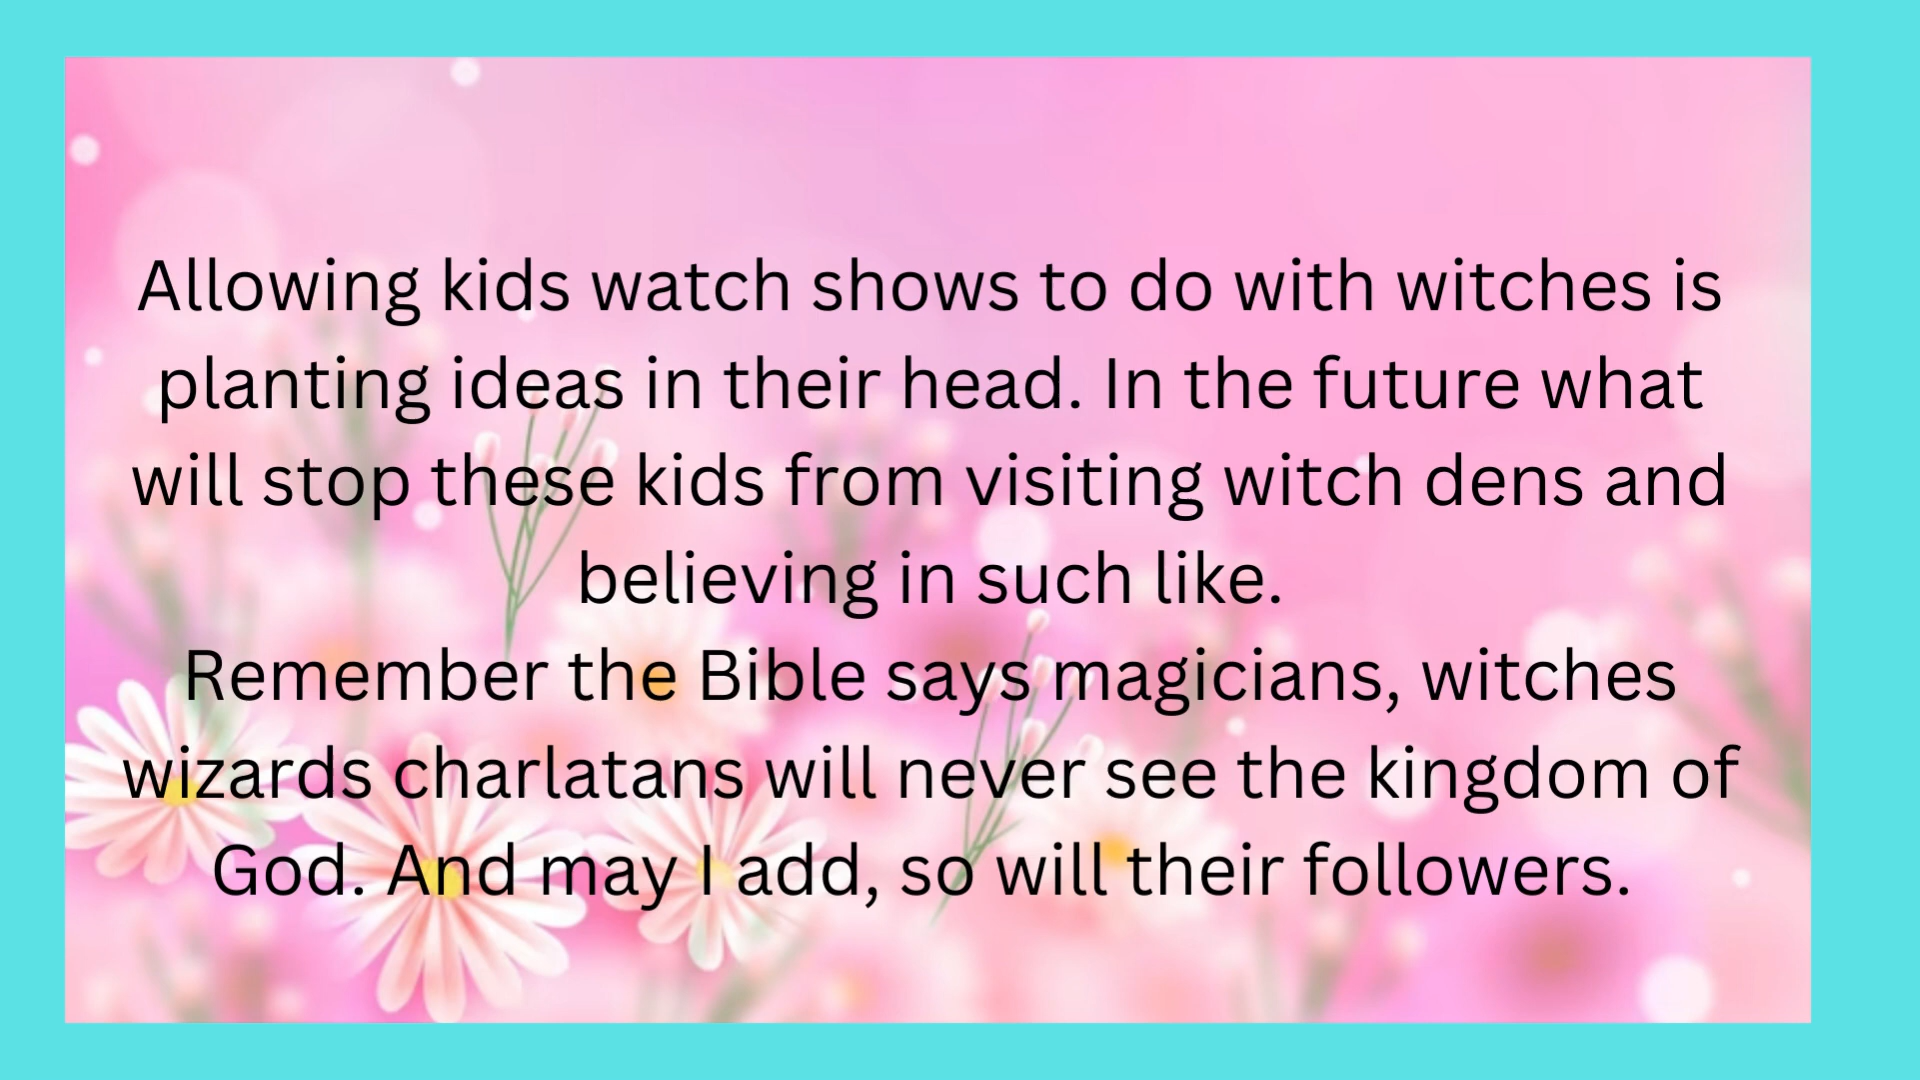 Allowing kids watch shows to do with witches is
planting ideas in their head. In the future what
will stop these kids from visiting witch dens and
believing in such like.
Remember the Bible says magicians, witches
wizards charlatans will never see the kingdom of
God. And may I add, so will their followers.